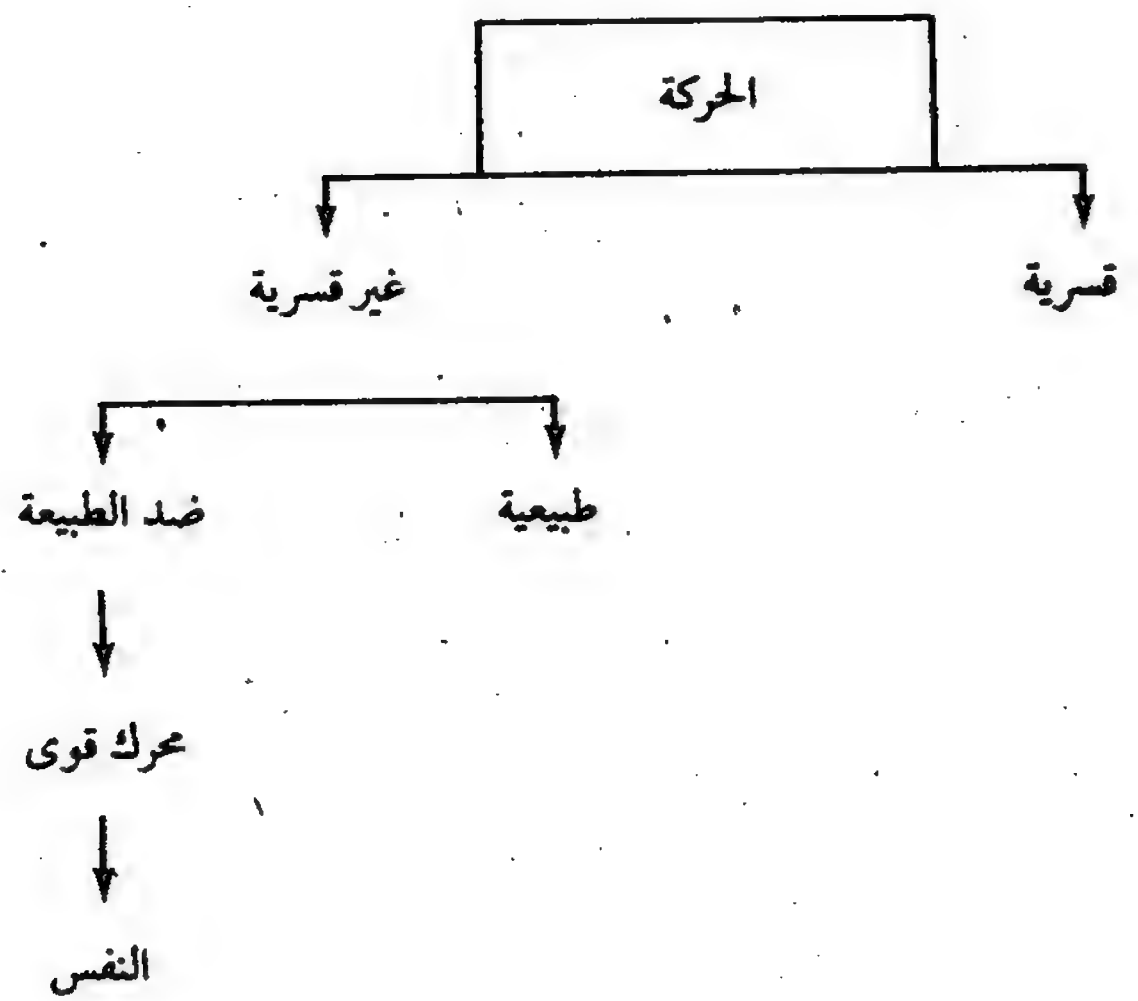 الحركة
قسرية
غير قسرية
طبيعية
ضد الطبيعة
محرك قوى
النفس